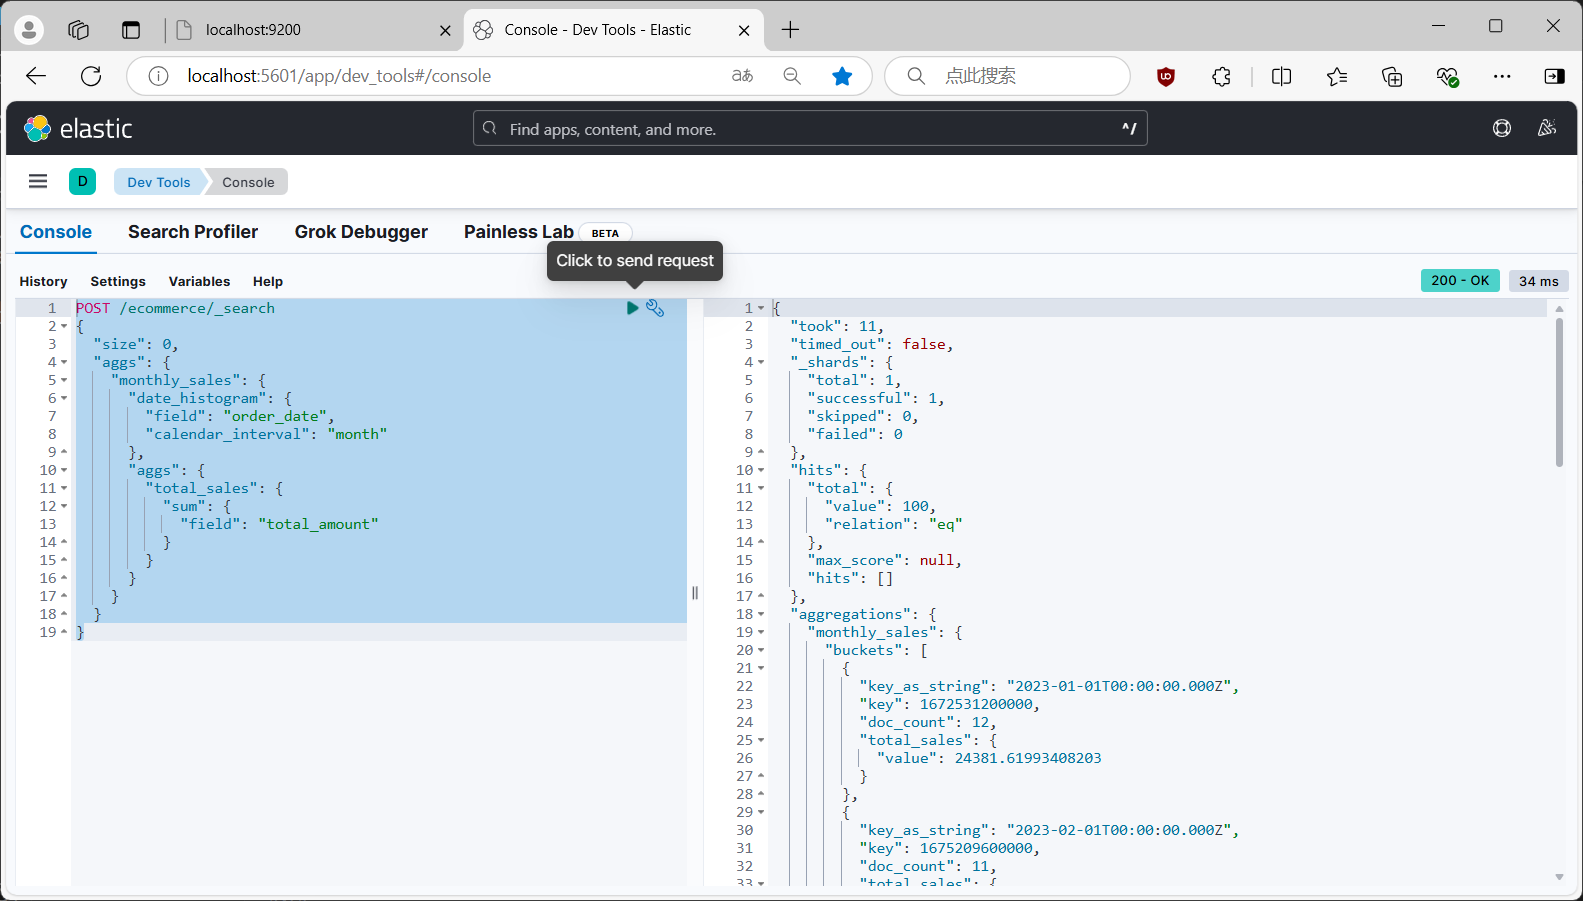 localhost:9200
Console - Dev Tools - Elastic
localhost:5601/app/dev_tools#/console
aあ
点此搜索
elastic
Find apps, content, and more.
^/
D
Dev Tools
Console
Console
Search Profiler
Grok Debugger
Painless Lab
BETA
Click to send request
History
Settings
Variables
Help
200 - OK
34 ms
1 POST /ecommerce/_search
2 {
3 "size": 0,
4 "aggs": {
5 "monthly_sales": {
6 "date_histogram": {
7 "field": "order_date",
8 "calendar_interval": "month"
9 },
10 "aggs": {
11 "total_sales": {
12 "sum": {
13 "field": "total_amount"
14 }
15 }
16 }
17 }
18 }
19 }
1 {
2 "took": 11,
3 "timed_out": false,
4 "_shards": {
5 "total": 1,
6 "successful": 1,
7 "skipped": 0,
8 "failed": 0
9 },
10 "hits": {
11 "total": {
12 "value": 100,
13 "relation": "eq"
14 },
15 "max_score": null,
16 "hits": []
17 },
18 "aggregations": {
19 "monthly_sales": {
20 "buckets": [
21 {
22 "key_as_string": "2023-01-01T00:00:00.000Z",
23 "key": 1672531200000,
24 "doc_count": 12,
25 "total_sales": {
26 "value": 24381.61993408203
27 }
28 },
29 {
30 "key_as_string": "2023-02-01T00:00:00.000Z",
31 "key": 1675209600000,
32 "doc_count": 11,
33 "total_sales": {